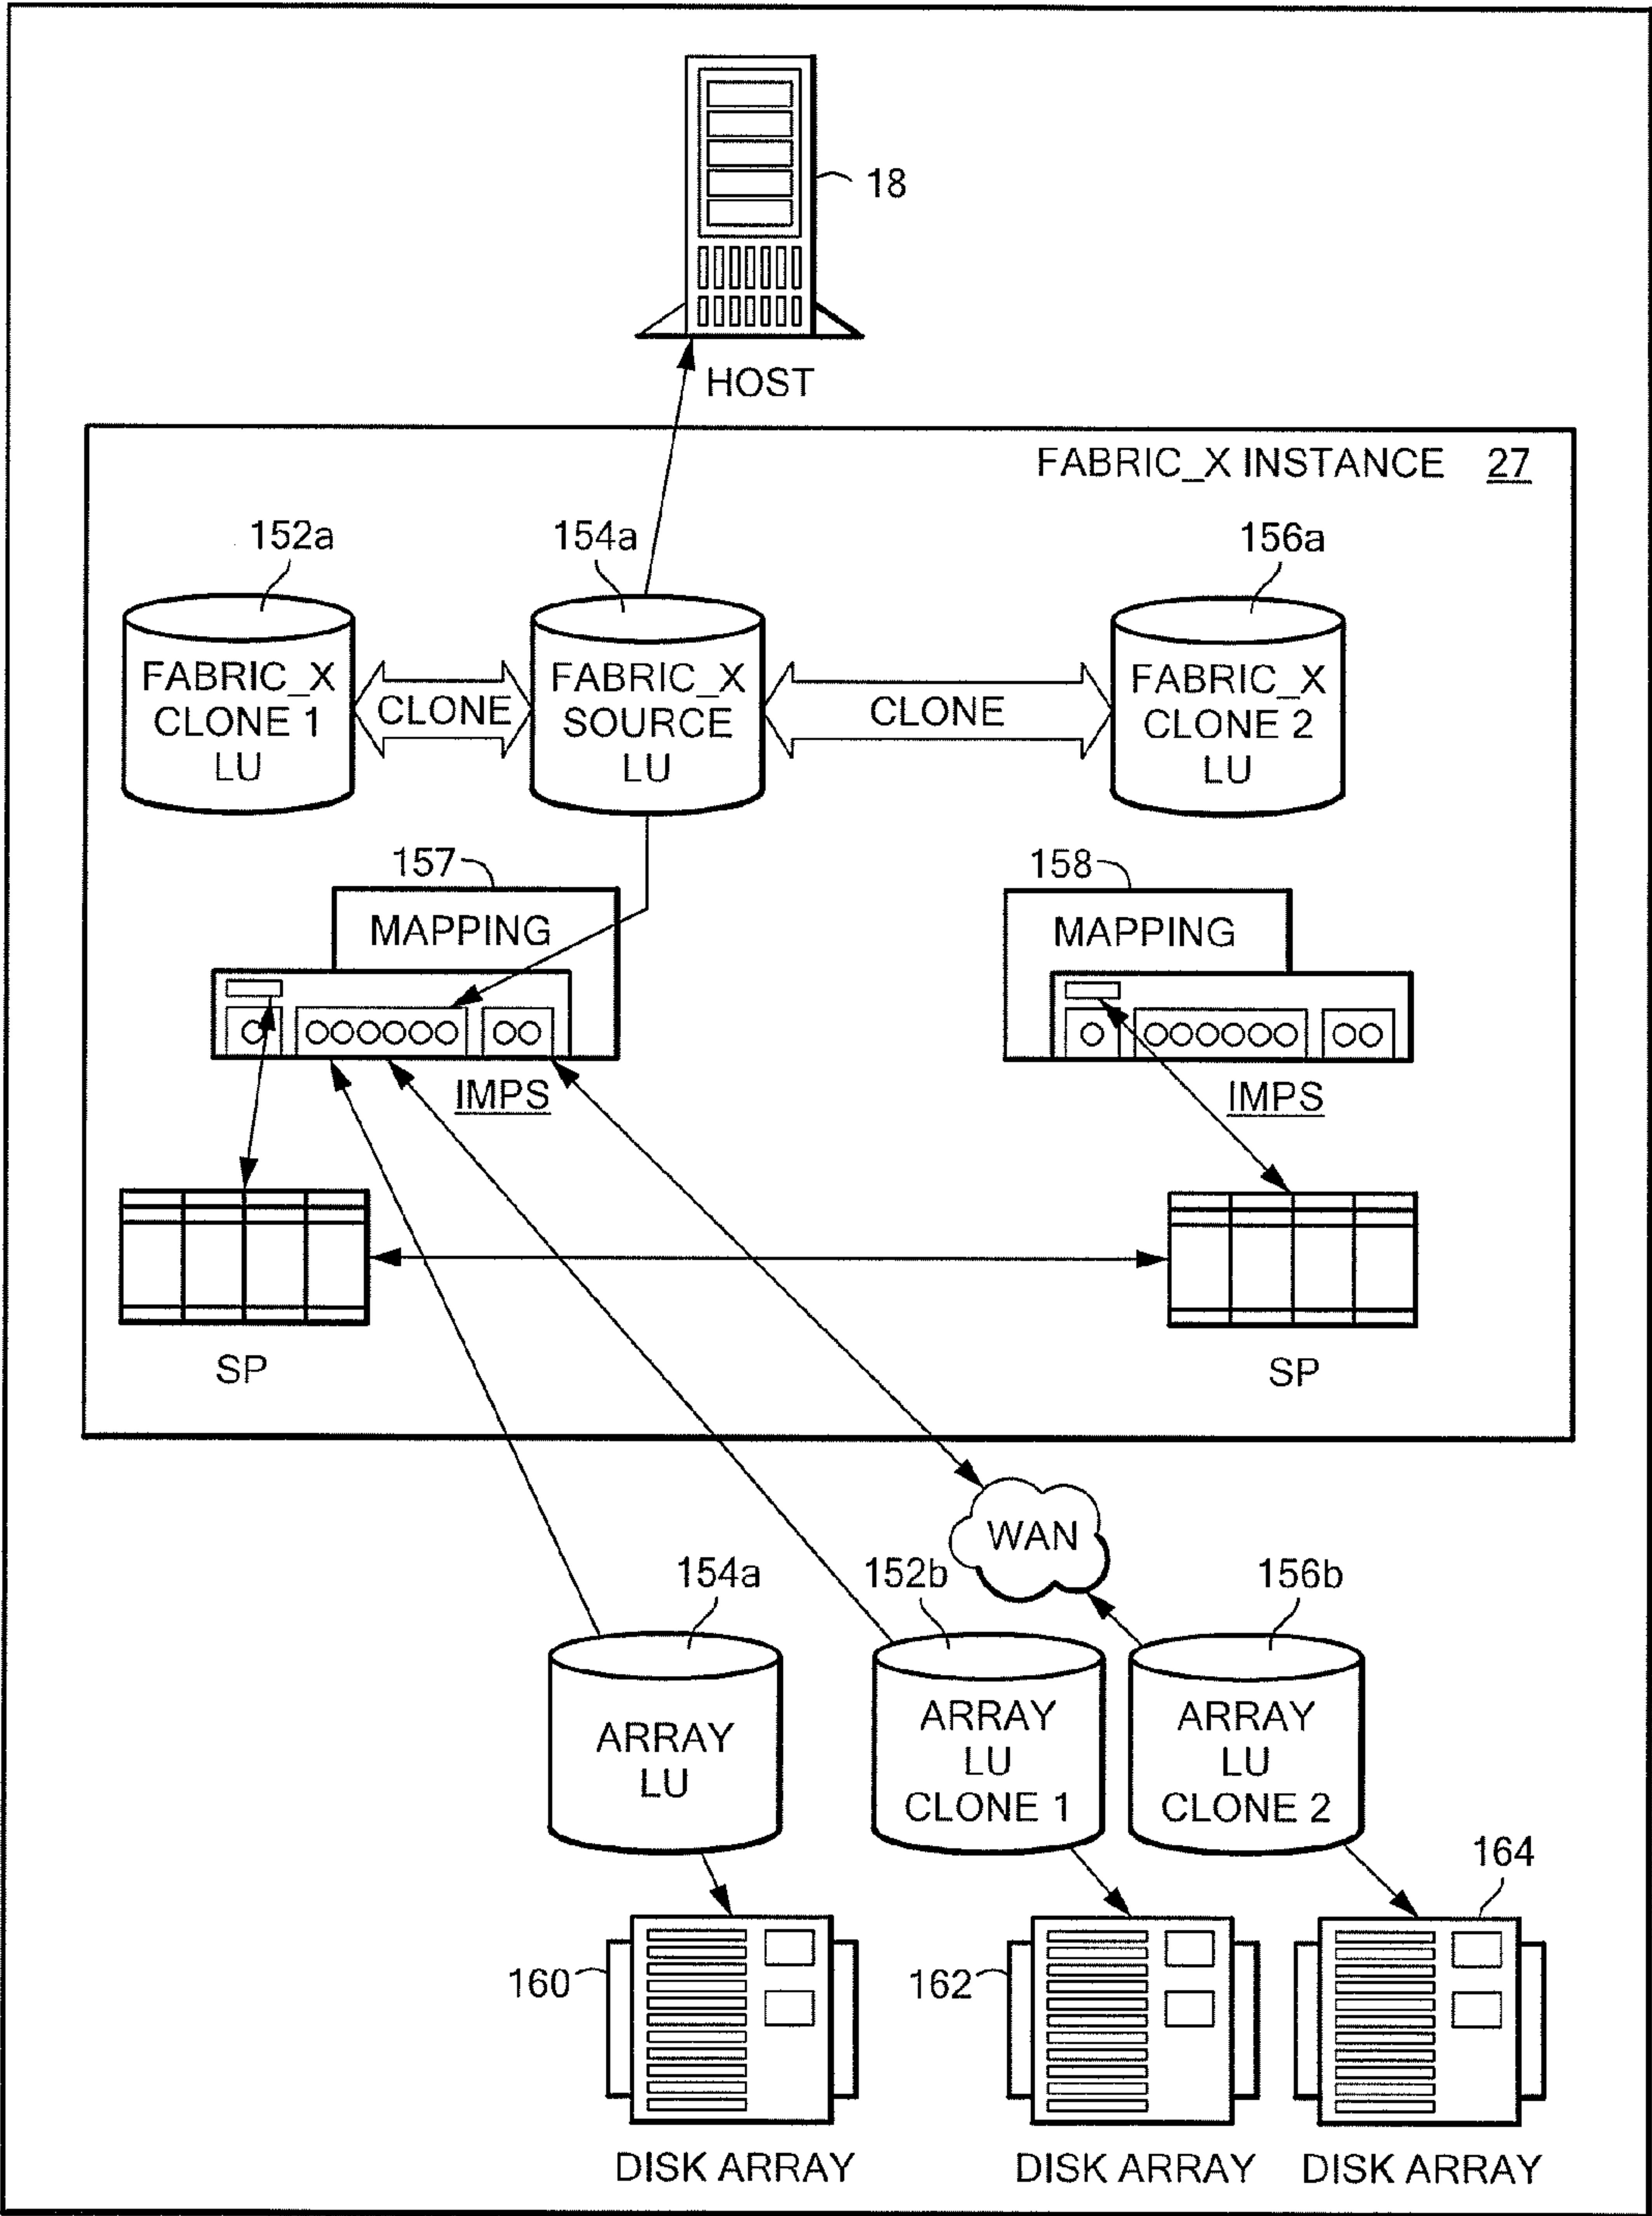 18
HOST
FABRIC_X INSTANCE 27
152a
154a
156a
FABRIC_X
CLONE 1
LU
CLONE
FABRIC_X
SOURCE
LU
CLONE
FABRIC_X
CLONE 2
LU
157
MAPPING
158
MAPPING
IMPS
IMPS
SP
SP
WAN
154a
152b
156b
ARRAY
LU
ARRAY
LU
CLONE 1
ARRAY
LU
CLONE 2
164
160
162
DISK ARRAY
DISK ARRAY
DISK ARRAY